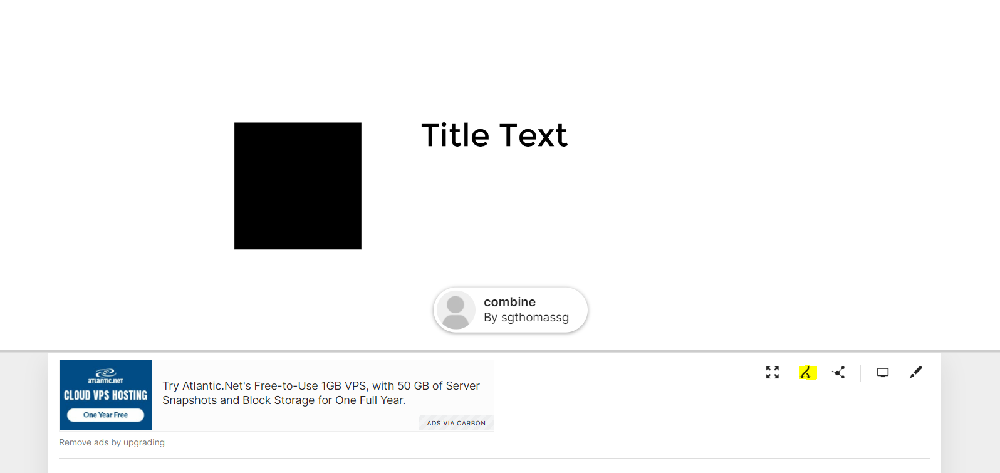 Title Text
combine
By sgthomassg
ATLANTIC.NET
CLOUD VPS HOSTING
One Year Free
Try Atlantic.Net's Free-to-Use 1GB VPS, with 50 GB of Server
Snapshots and Block Storage for One Full Year.
ADS VIA CARBON
Remove ads by upgrading